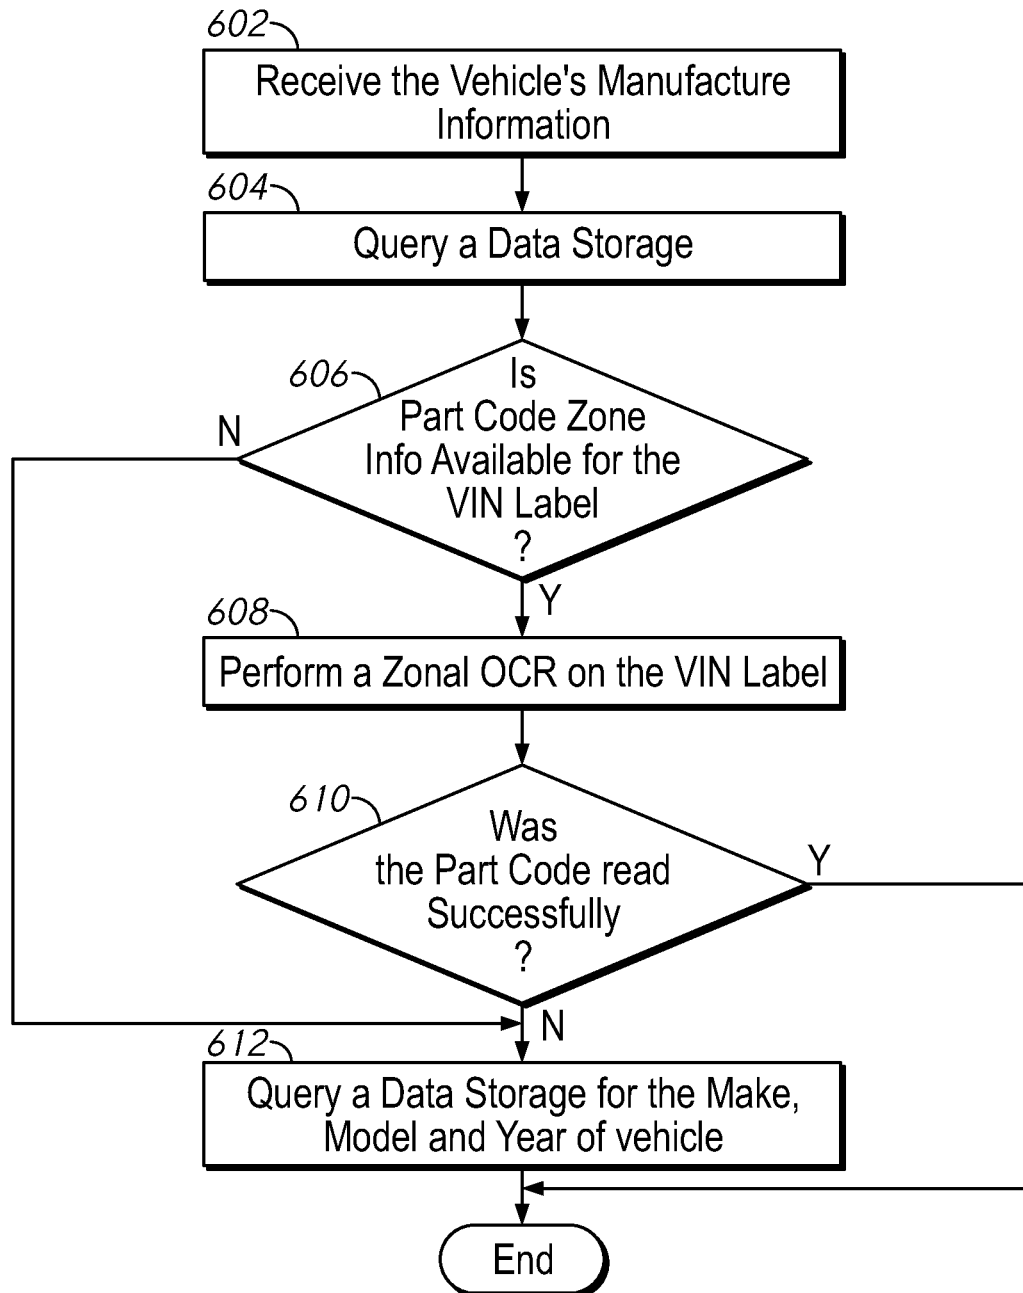 602
Receive the Vehicle's Manufacture
Information
604
Query a Data Storage
606
Is
Part Code Zone
Info Available for the
VIN Label
?
N
Y
608
Perform a Zonal OCR on the VIN Label
610
Was
the Part Code read
Successfully
?
Y
N
612
Query a Data Storage for the Make,
Model and Year of vehicle
End